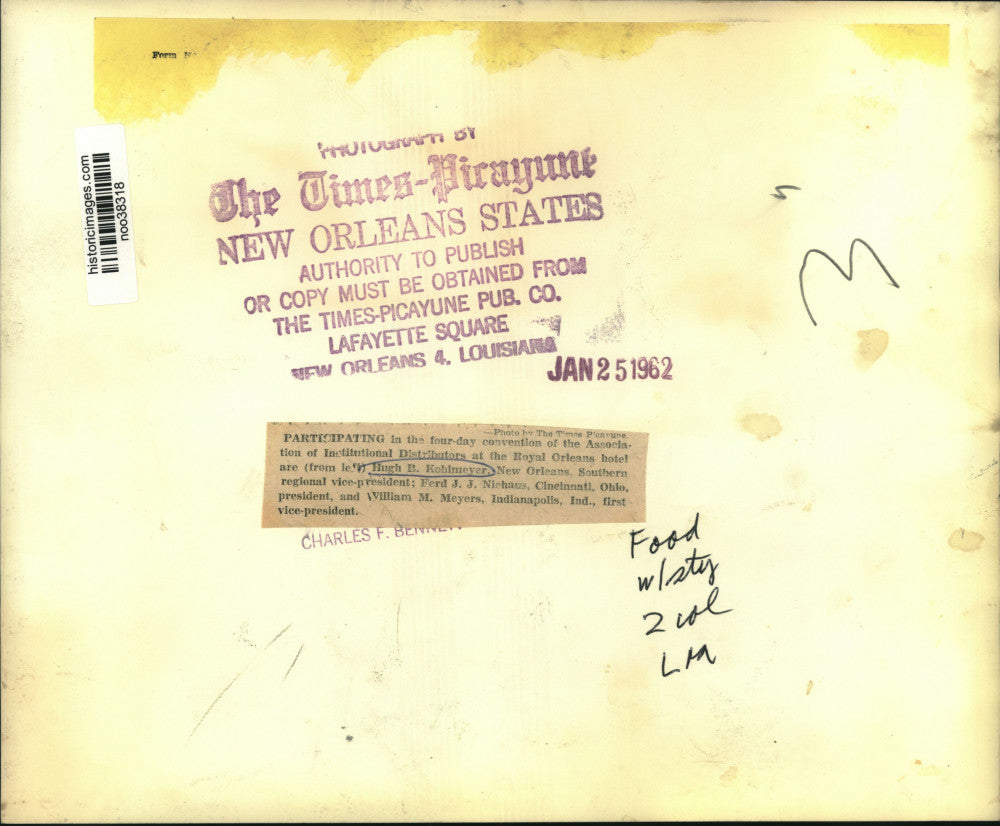 Form
historicimages.com
noo38318
PHOTOGRAPH BY
The Times-Picayune
NEW ORLEANS STATES
AUTHORITY TO PUBLISH
OR COPY MUST BE OBTAINED FROM
THE TIMES-PICAYUNE PUB. CO.
LAFAYETTE SQUARE
NEW ORLEANS 4, LOUISIANA
JAN 25 1962
3
—Photo by The Times Picayune.
PARTICIPATING in the four-day convention of the Associa-
tion of Institutional Distributors at the Royal Orleans hotel
are (from left) Hugh B. Kohlmeyer, New Orleans, Southern
regional vice-president; Ferd J. J. Niehaus, Cincinnati, Ohio,
president, and William M. Meyers, Indianapolis, Ind., first
vice-president.
CHARLES F. BENNETT
Food
w/sty
2 col